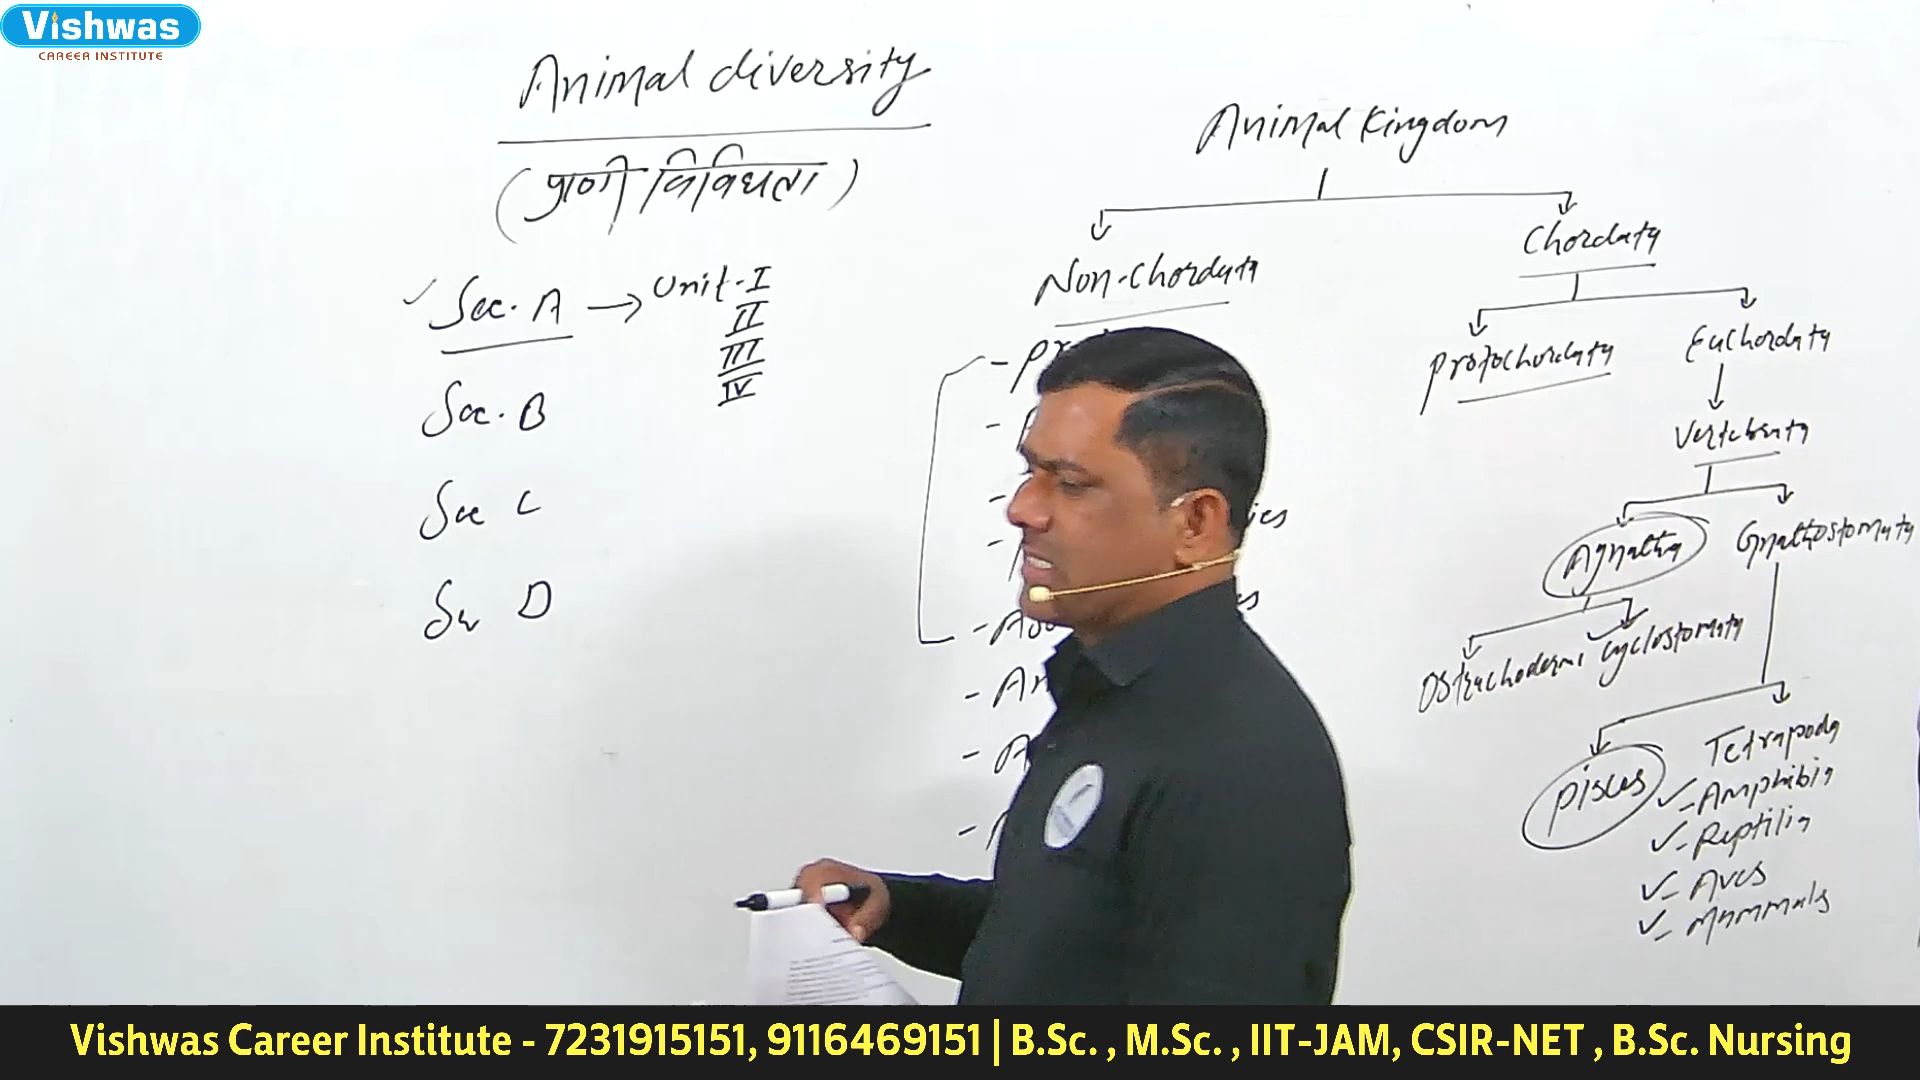 Vishwas
CAREER INSTITUTE
Animal diversity
(प्राणी विविधता)
Sec. A → Unit-I
II
III
IV
Sec. B
Sec C
Sec D
Animal Kingdom
Non-Chordata
Chordata
Protochordata
Euchordata
Vertebrata
Agnatha
Gnathostomata
Ostrachodermi
Cyclostomata
Pisces
Tetrapoda
- Amphibia
- Reptilia
- Aves
- Mammals
Vishwas Career Institute - 7231915151, 9116469151 | B.Sc. , M.Sc. , IIT-JAM, CSIR-NET , B.Sc. Nursing